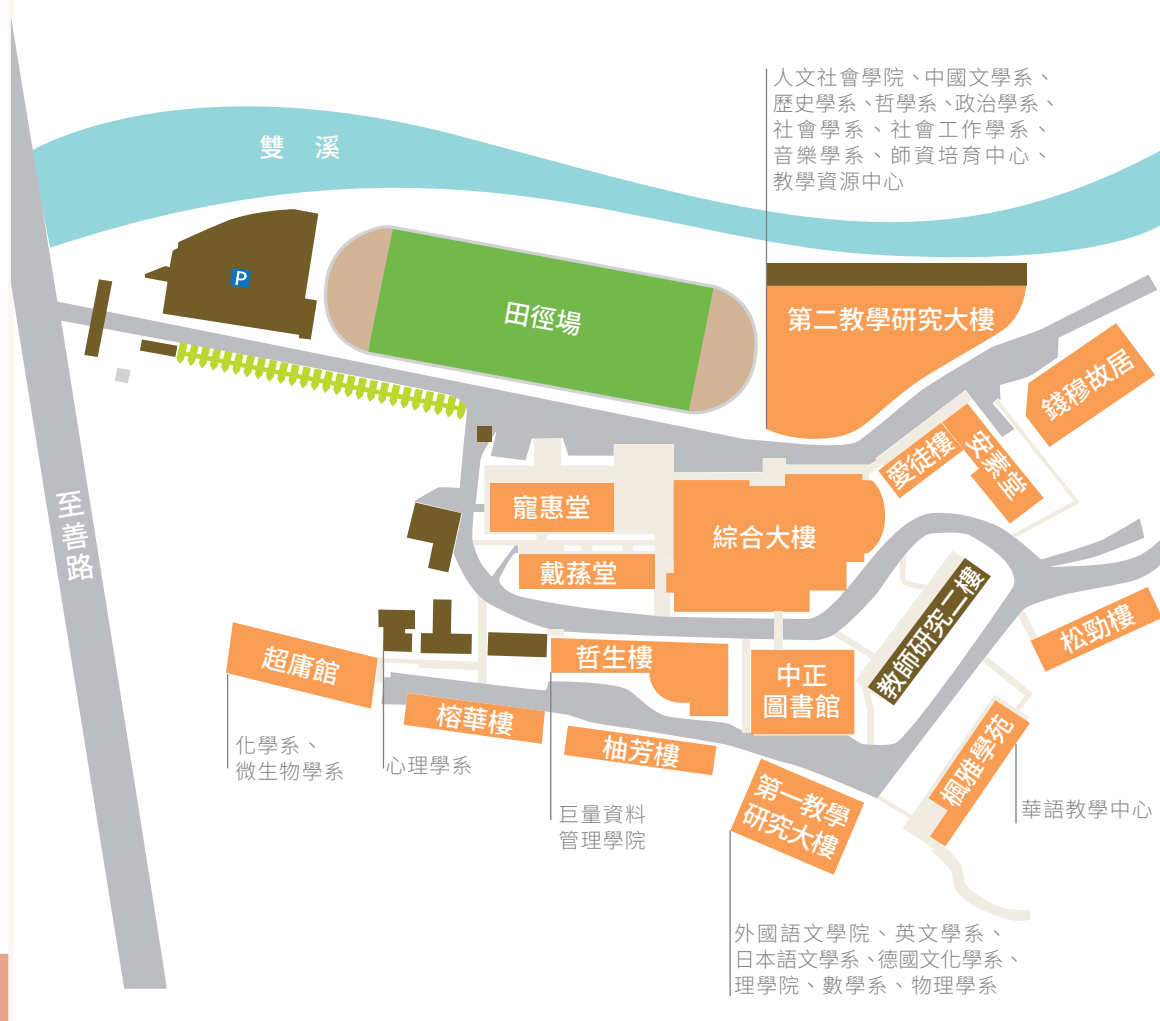 人文社會學院、中國文學系、
歷史學系、哲學系、政治學系、
社會學系、社會工作學系、
音樂學系、師資培育中心、
教學資源中心
雙 溪
P
田徑場
第二教學研究大樓
錢穆故居
愛徒樓
安素堂
至善路
寵惠堂
綜合大樓
戴蓀堂
教師研究二樓
松勁樓
超庸館
哲生樓
中正
圖書館
榕華樓
柚芳樓
楓雅學苑
化學系、
微生物學系
心理學系
第一教學
研究大樓
巨量資料
管理學院
華語教學中心
外國語文學院、英文學系、
日本語文學系、德國文化學系、
理學院、數學系、物理學系